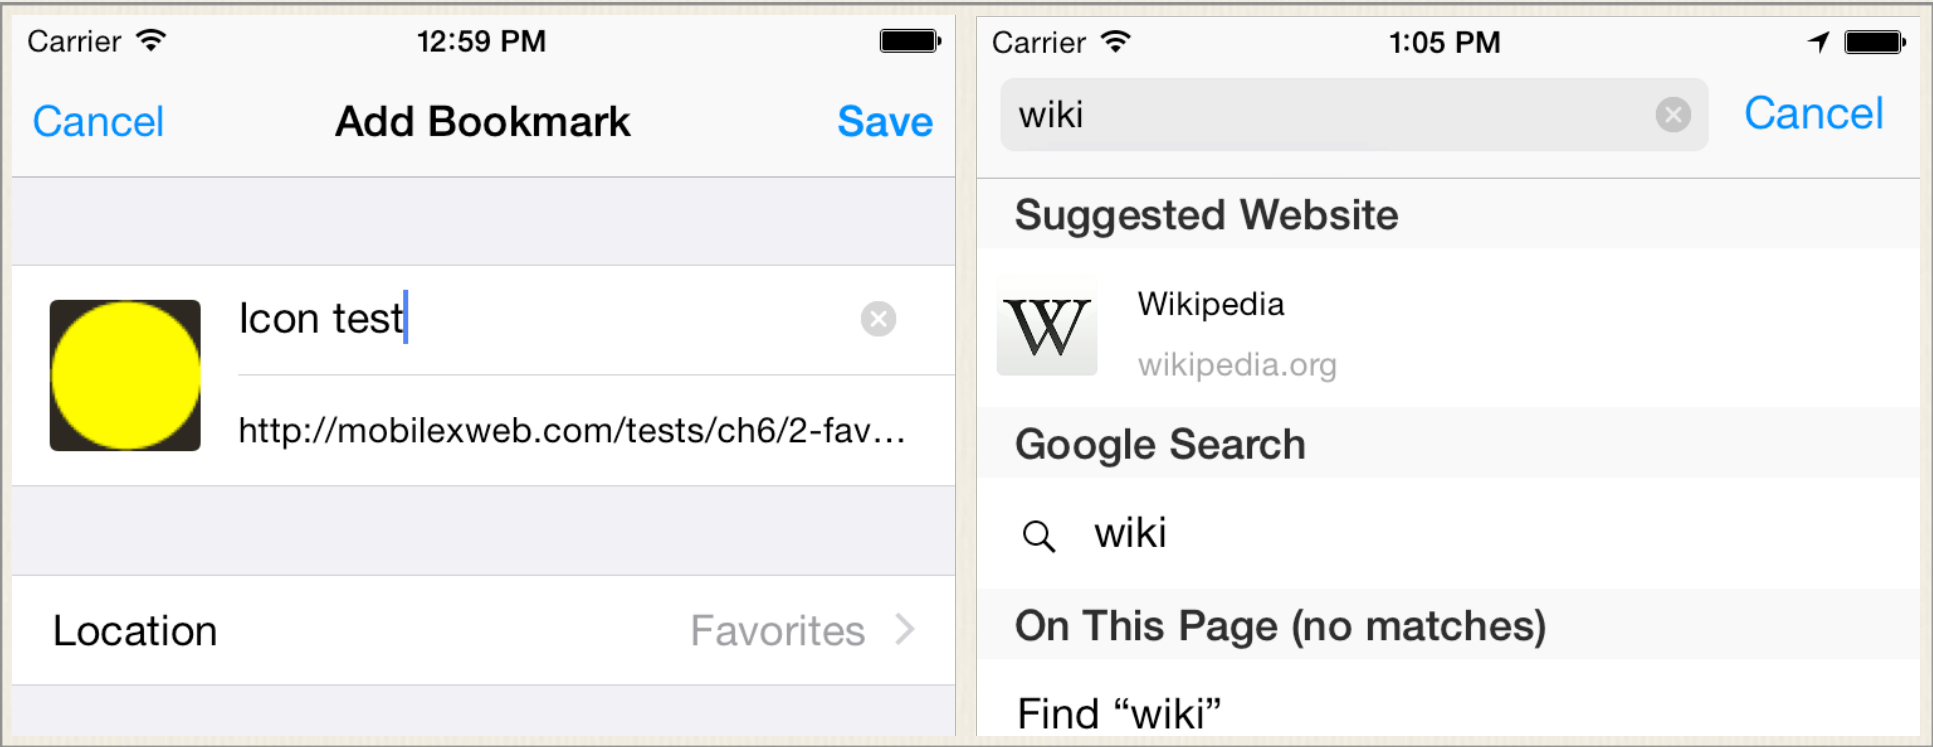 Carrier 12:59 PM
Cancel Add Bookmark Save
Icon test
http://mobilexweb.com/tests/ch6/2-fav...
Location Favorites
Carrier 1:05 PM
wiki Cancel
Suggested Website
W
Wikipedia
wikipedia.org
Google Search
wiki
On This Page (no matches)
Find “wiki”